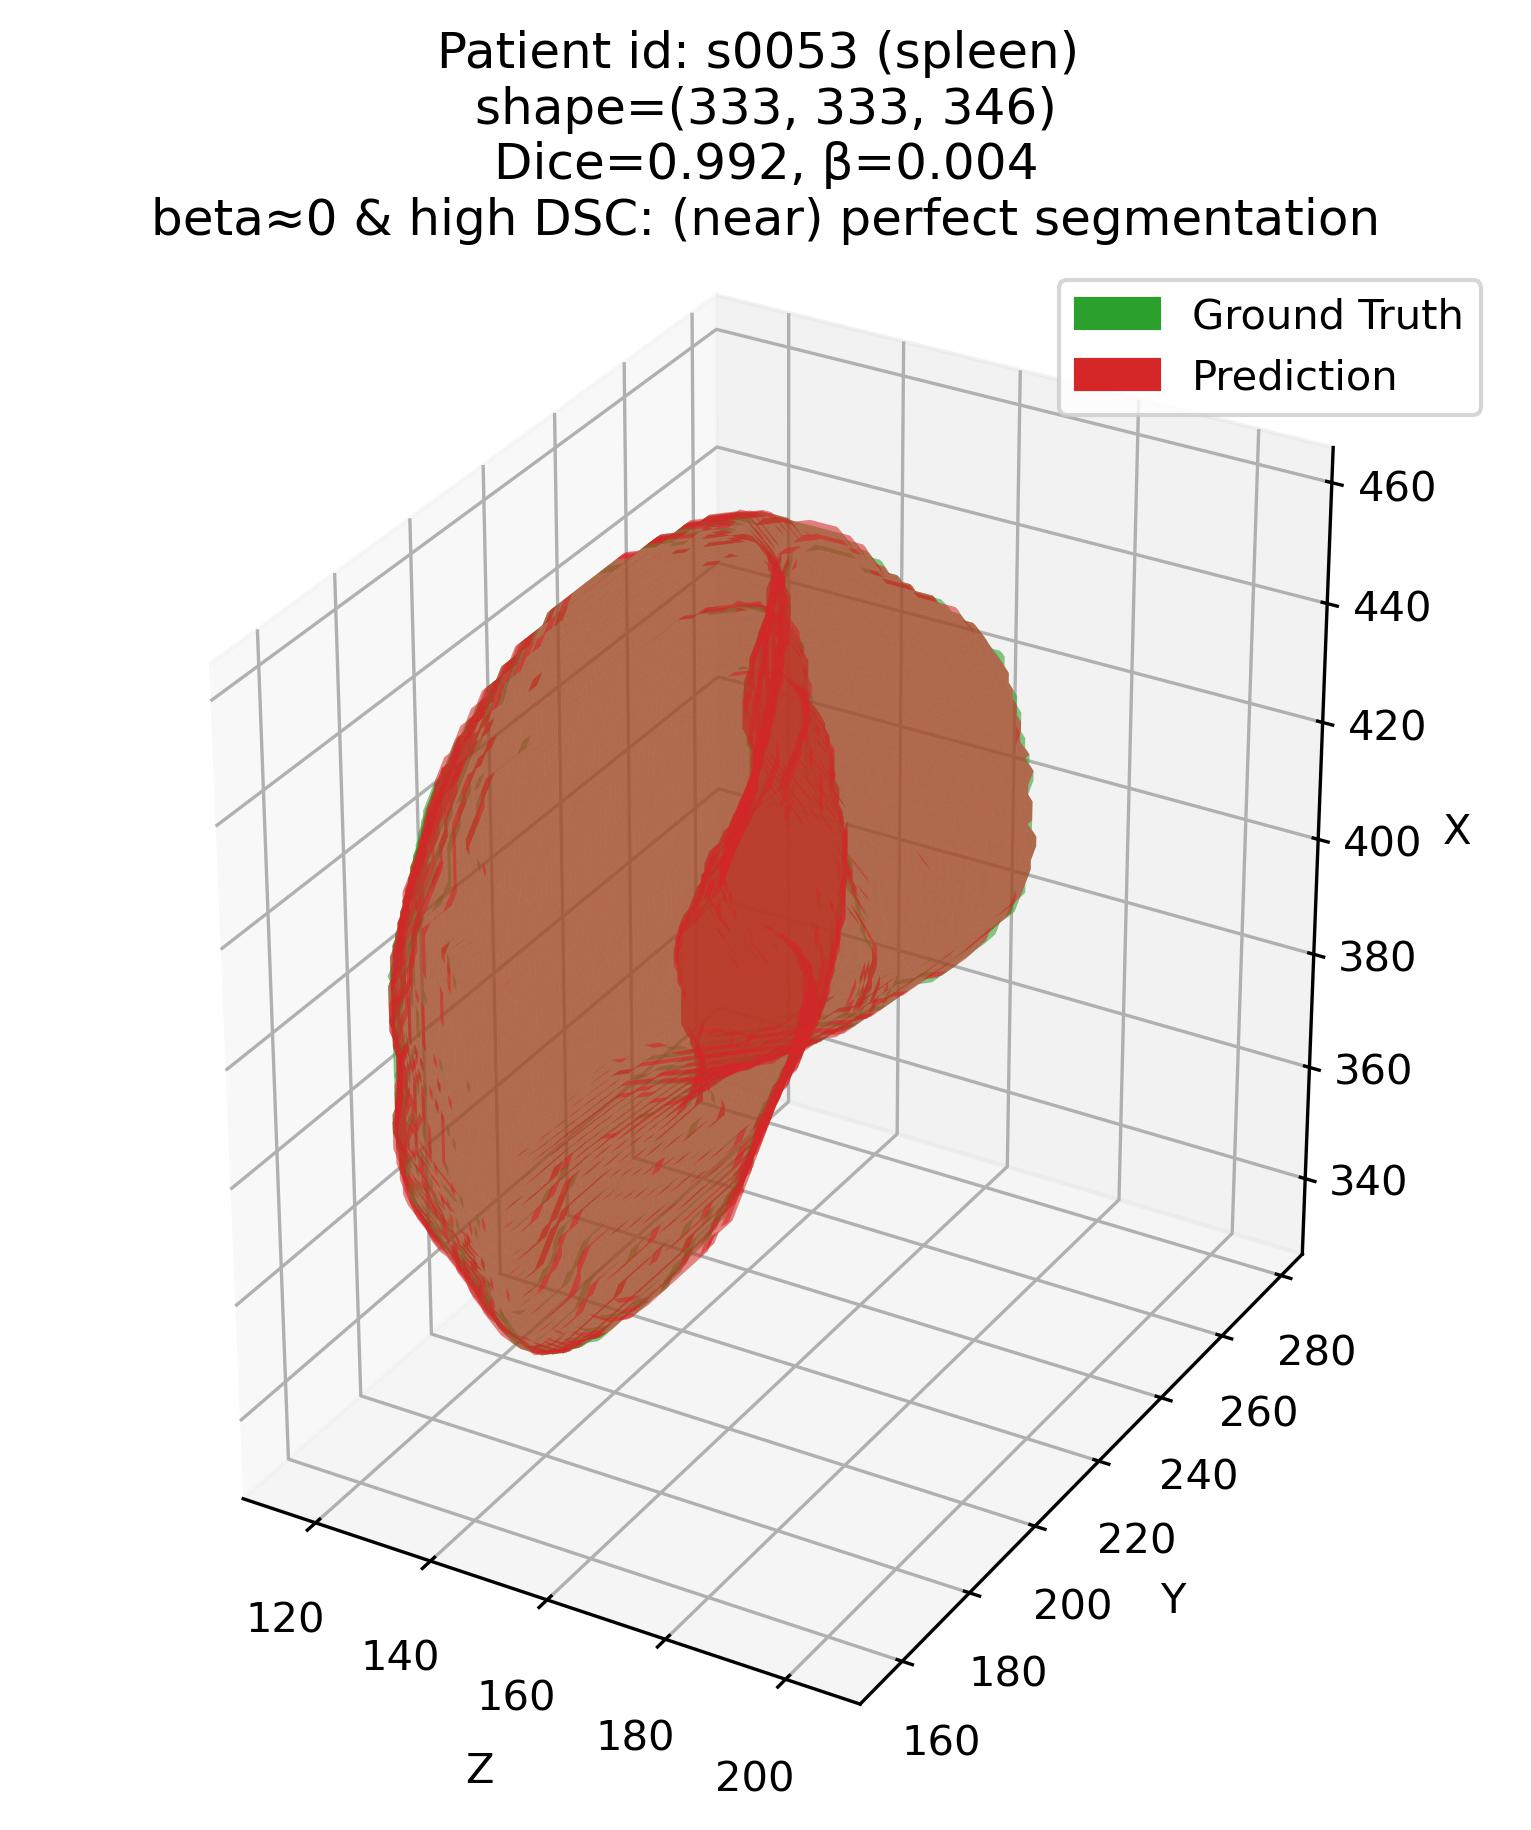 Patient id: s0053 (spleen)
shape=(333, 333, 346)
Dice=0.992, β=0.004
beta≈0 & high DSC: (near) perfect segmentation
Ground Truth
Prediction
460
440
420
400
X
380
360
340
280
260
240
220
200
Y
180
160
120
140
160
180
200
Z